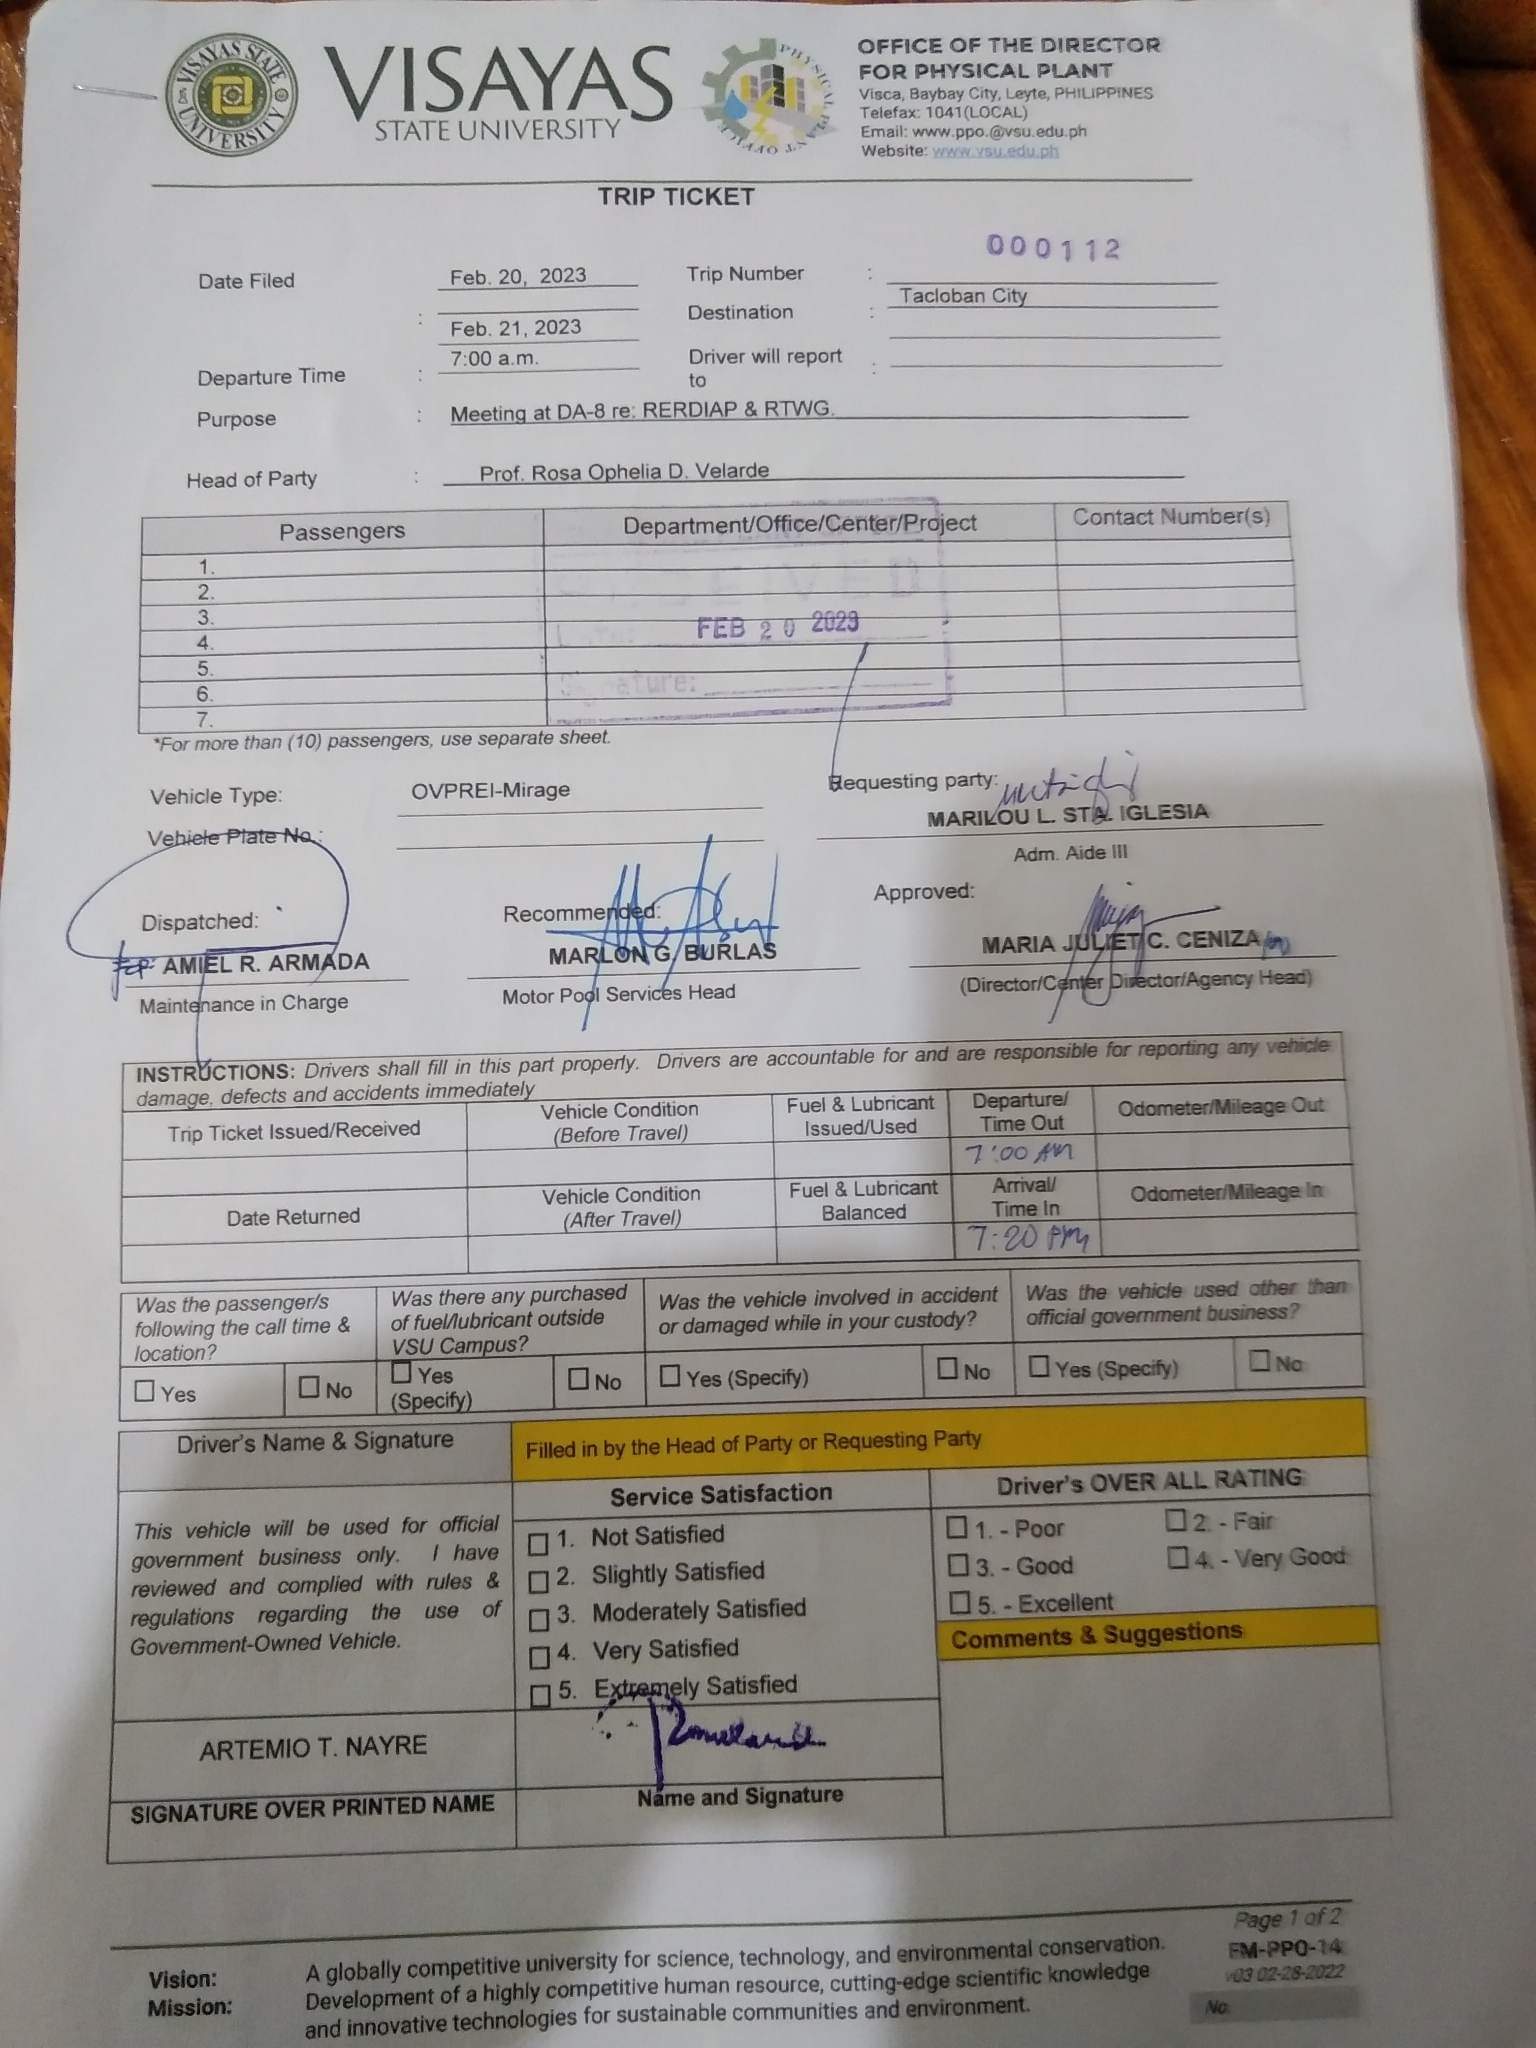 VISAYAS STATE UNIVERSITY
VISAYAS
STATE UNIVERSITY
PHYSICAL PLANT OFFICE
OFFICE OF THE DIRECTOR
FOR PHYSICAL PLANT
Visca, Baybay City, Leyte, PHILIPPINES
Telefax: 1041(LOCAL)
Email: www.ppo.@vsu.edu.ph
Website: www.vsu.edu.ph
TRIP TICKET
000112
Date Filed Feb. 20, 2023 Trip Number :
: Feb. 21, 2023 Destination : Tacloban City
Departure Time : 7:00 a.m. Driver will report to :
Purpose : Meeting at DA-8 re: RERDIAP & RTWG.
Head of Party : Prof. Rosa Ophelia D. Velarde
Passengers Department/Office/Center/Project Contact Number(s)
1.
2.
3.
4.
5.
6.
7.
RECEIVED
Date:
FEB 20 2023
Signature:
*For more than (10) passengers, use separate sheet.
Vehicle Type: OVPREI-Mirage Requesting party:
Vehicle Plate No.: MARILOU L. STA. IGLESIA
Adm. Aide III
Dispatched: Recommended: Approved:
for AMIEL R. ARMADA MARLON G. BURLAS MARIA JULIET C. CENIZA
Maintenance in Charge Motor Pool Services Head (Director/Center Director/Agency Head)
INSTRUCTIONS: Drivers shall fill in this part properly. Drivers are accountable for and are responsible for reporting any vehicle
damage, defects and accidents immediately
Trip Ticket Issued/Received Vehicle Condition (Before Travel) Fuel & Lubricant Issued/Used Departure/ Time Out Odometer/Mileage Out
7:00 AM
Date Returned Vehicle Condition (After Travel) Fuel & Lubricant Balanced Arrival/ Time In Odometer/Mileage In
7:20 PM
Was the passenger/s following the call time & location? Was there any purchased of fuel/lubricant outside VSU Campus? Was the vehicle involved in accident or damaged while in your custody? Was the vehicle used other than official government business?
Yes No Yes (Specify) No Yes (Specify) No Yes (Specify) No
Driver's Name & Signature Filled in by the Head of Party or Requesting Party
Service Satisfaction Driver's OVER ALL RATING
This vehicle will be used for official
government business only. I have
reviewed and complied with rules &
regulations regarding the use of
Government-Owned Vehicle.
1. Not Satisfied
2. Slightly Satisfied
3. Moderately Satisfied
4. Very Satisfied
5. Extremely Satisfied
1. - Poor 2. - Fair
3. - Good 4. - Very Good
5. - Excellent
Comments & Suggestions
ARTEMIO T. NAYRE
SIGNATURE OVER PRINTED NAME Name and Signature
Page 1 of 2
FM-PPO-14
v03 02-28-2022
No.
Vision: A globally competitive university for science, technology, and environmental conservation.
Mission: Development of a highly competitive human resource, cutting-edge scientific knowledge
and innovative technologies for sustainable communities and environment.